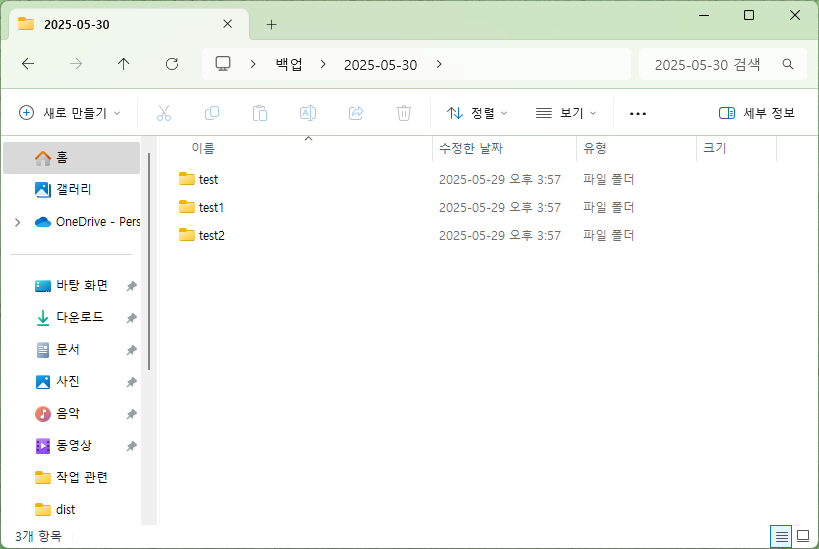 2025-05-30
백업
2025-05-30
2025-05-30 검색
새로 만들기
정렬
보기
세부 정보
이름 수정한 날짜 유형 크기
test 2025-05-29 오후 3:57 파일 폴더
test1 2025-05-29 오후 3:57 파일 폴더
test2 2025-05-29 오후 3:57 파일 폴더
홈
갤러리
OneDrive - Pers
바탕 화면
다운로드
문서
사진
음악
동영상
작업 관련
dist
3개 항목